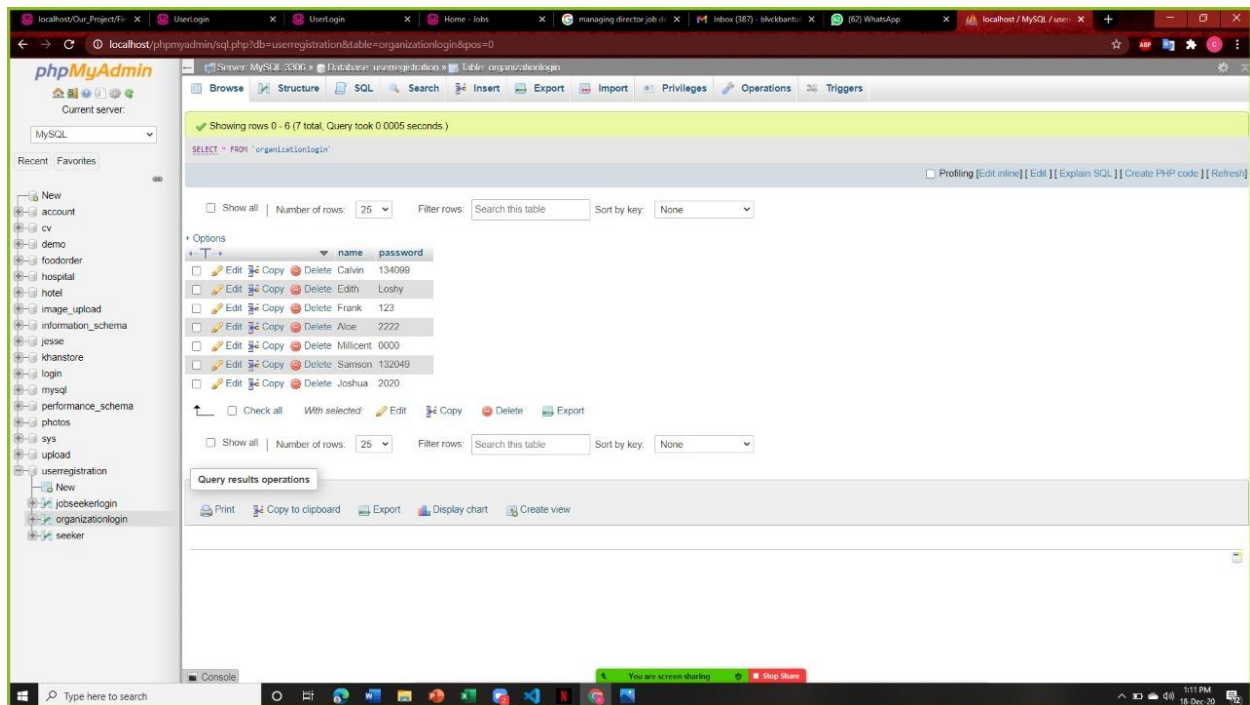 localhost/Our_Project/Fir
UserLogin
UserLogin
Home - Jobs
managing director job de
Inbox (387) - blvckbantu
(62) WhatsApp
localhost / MySQL / user
localhost/phpmyadmin/sql.php?db=userregistration&table=organizationlogin&pos=0
ABP
C
phpMyAdmin
Current server:
MySQL
Recent Favorites
New
account
cv
demo
foodorder
hospital
hotel
image_upload
information_schema
jesse
khanstore
login
mysql
performance_schema
photos
sys
upload
userregistration
New
jobseekerlogin
organizationlogin
seeker
Server: MySQL:3306 » Database: userregistration » Table: organizationlogin
Browse Structure SQL Search Insert Export Import Privileges Operations Triggers
Showing rows 0 - 6 (7 total, Query took 0.0005 seconds.)
SELECT * FROM `organizationlogin`
Profiling [Edit inline] [ Edit ] [ Explain SQL ] [ Create PHP code ] [ Refresh]
Show all | Number of rows: 25 Filter rows: Search this table Sort by key: None
+ Options
←T→ name password
Edit Copy Delete Calvin 134099
Edit Copy Delete Edith Loshy
Edit Copy Delete Frank 123
Edit Copy Delete Aloe 2222
Edit Copy Delete Millicent 0000
Edit Copy Delete Samson 132049
Edit Copy Delete Joshua 2020
Check all With selected: Edit Copy Delete Export
Show all | Number of rows: 25 Filter rows: Search this table Sort by key: None
Query results operations
Print Copy to clipboard Export Display chart Create view
Console
You are screen sharing Stop Share
Type here to search
1:11 PM
18-Dec-20